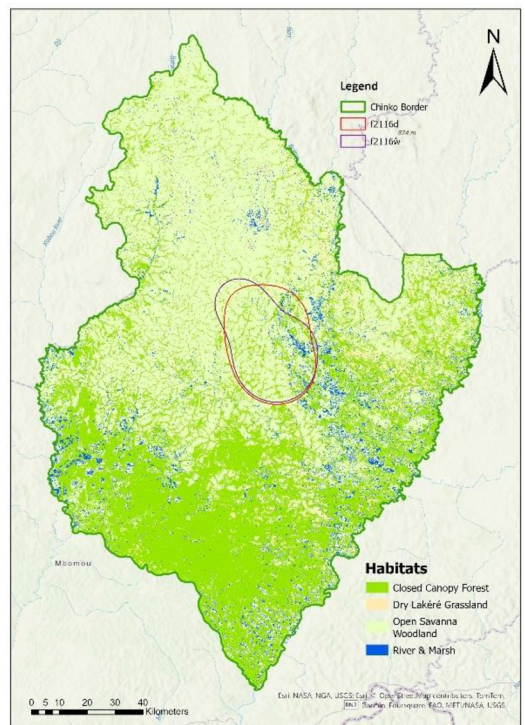 N
Legend
Chinko Border
f2116d
f2116w
824 m
Mbomou
Habitats
Closed Canopy Forest
Dry Lakéré Grassland
Open Savanna
Woodland
River & Marsh
0 5 10 20 30 40
Kilometers
Esri, NASA, NGA, USGS, Esri, © OpenStreetMap contributors, TomTom,
Garmin, Foursquare, FAO, METI/NASA, USGS